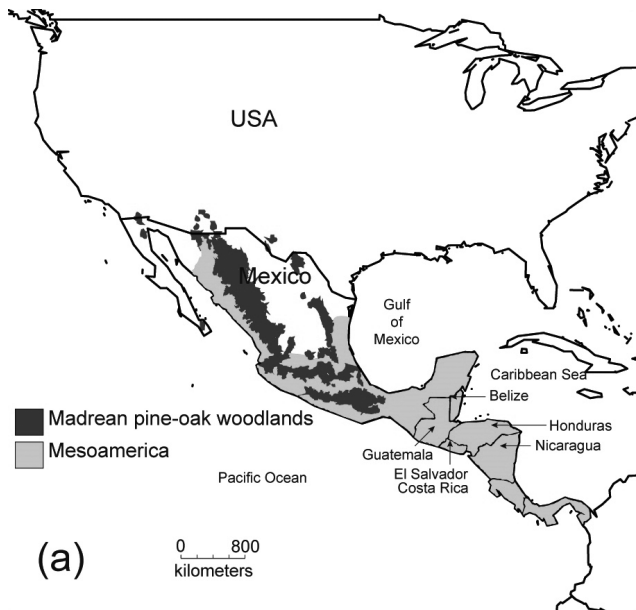 USA
Mexico
Gulf
of
Mexico
Caribbean Sea
Belize
Madrean pine-oak woodlands
Honduras
Mesoamerica
Nicaragua
Guatemala
El Salvador
Pacific Ocean
Costa Rica
(a)
0 800
kilometers